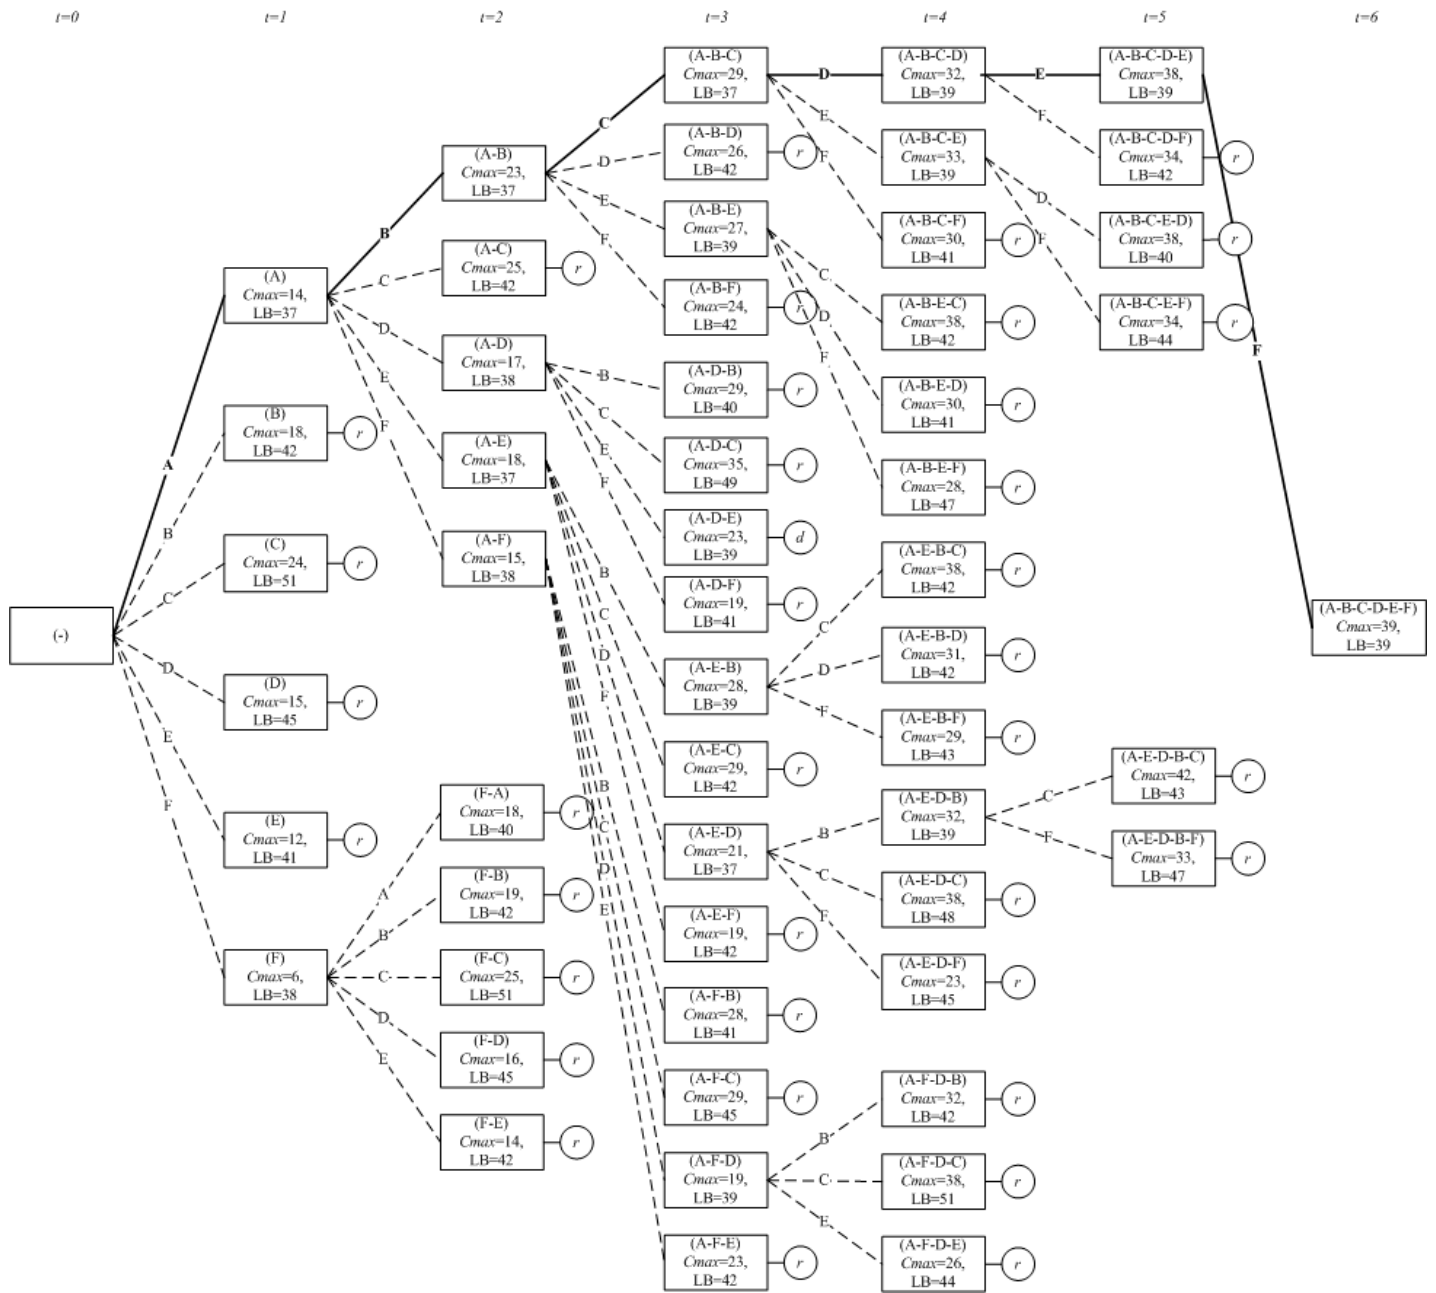 t=0 t=1 t=2 t=3 t=4 t=5 t=6
(-)
A
B
C
D
E
F
(A)
Cmax=14,
LB=37
(B)
Cmax=18,
LB=42
r
(C)
Cmax=24,
LB=51
r
(D)
Cmax=15,
LB=45
r
(E)
Cmax=12,
LB=41
r
(F)
Cmax=6,
LB=38
B
C
D
E
F
A
B
C
D
E
(A-B)
Cmax=23,
LB=37
(A-C)
Cmax=25,
LB=42
r
(A-D)
Cmax=17,
LB=38
(A-E)
Cmax=18,
LB=37
(A-F)
Cmax=15,
LB=38
(F-A)
Cmax=18,
LB=40
r
(F-B)
Cmax=19,
LB=42
r
(F-C)
Cmax=25,
LB=51
r
(F-D)
Cmax=16,
LB=45
r
(F-E)
Cmax=14,
LB=42
r
C
D
E
F
B
C
E
F
B
C
D
F
B
C
D
E
(A-B-C)
Cmax=29,
LB=37
(A-B-D)
Cmax=26,
LB=42
r
(A-B-E)
Cmax=27,
LB=39
(A-B-F)
Cmax=24,
LB=42
r
(A-D-B)
Cmax=29,
LB=40
r
(A-D-C)
Cmax=35,
LB=49
r
(A-D-E)
Cmax=23,
LB=39
d
(A-D-F)
Cmax=19,
LB=41
r
(A-E-B)
Cmax=28,
LB=39
(A-E-C)
Cmax=29,
LB=42
r
(A-E-D)
Cmax=21,
LB=37
(A-E-F)
Cmax=19,
LB=42
r
(A-F-B)
Cmax=28,
LB=41
r
(A-F-C)
Cmax=29,
LB=45
r
(A-F-D)
Cmax=19,
LB=39
(A-F-E)
Cmax=23,
LB=42
r
D
E
F
C
D
F
C
D
F
B
C
F
B
C
E
(A-B-C-D)
Cmax=32,
LB=39
(A-B-C-E)
Cmax=33,
LB=39
(A-B-C-F)
Cmax=30,
LB=41
r
(A-B-E-C)
Cmax=38,
LB=42
r
(A-B-E-D)
Cmax=30,
LB=41
r
(A-B-E-F)
Cmax=28,
LB=47
r
(A-E-B-C)
Cmax=38,
LB=42
r
(A-E-B-D)
Cmax=31,
LB=42
r
(A-E-B-F)
Cmax=29,
LB=43
r
(A-E-D-B)
Cmax=32,
LB=39
(A-E-D-C)
Cmax=38,
LB=48
r
(A-E-D-F)
Cmax=23,
LB=45
r
(A-F-D-B)
Cmax=32,
LB=42
r
(A-F-D-C)
Cmax=38,
LB=51
r
(A-F-D-E)
Cmax=26,
LB=44
r
E
F
D
F
C
F
(A-B-C-D-E)
Cmax=38,
LB=39
(A-B-C-D-F)
Cmax=34,
LB=42
r
(A-B-C-E-D)
Cmax=38,
LB=40
r
(A-B-C-E-F)
Cmax=34,
LB=44
r
(A-E-D-B-C)
Cmax=42,
LB=43
r
(A-E-D-B-F)
Cmax=33,
LB=47
r
F
(A-B-C-D-E-F)
Cmax=39,
LB=39